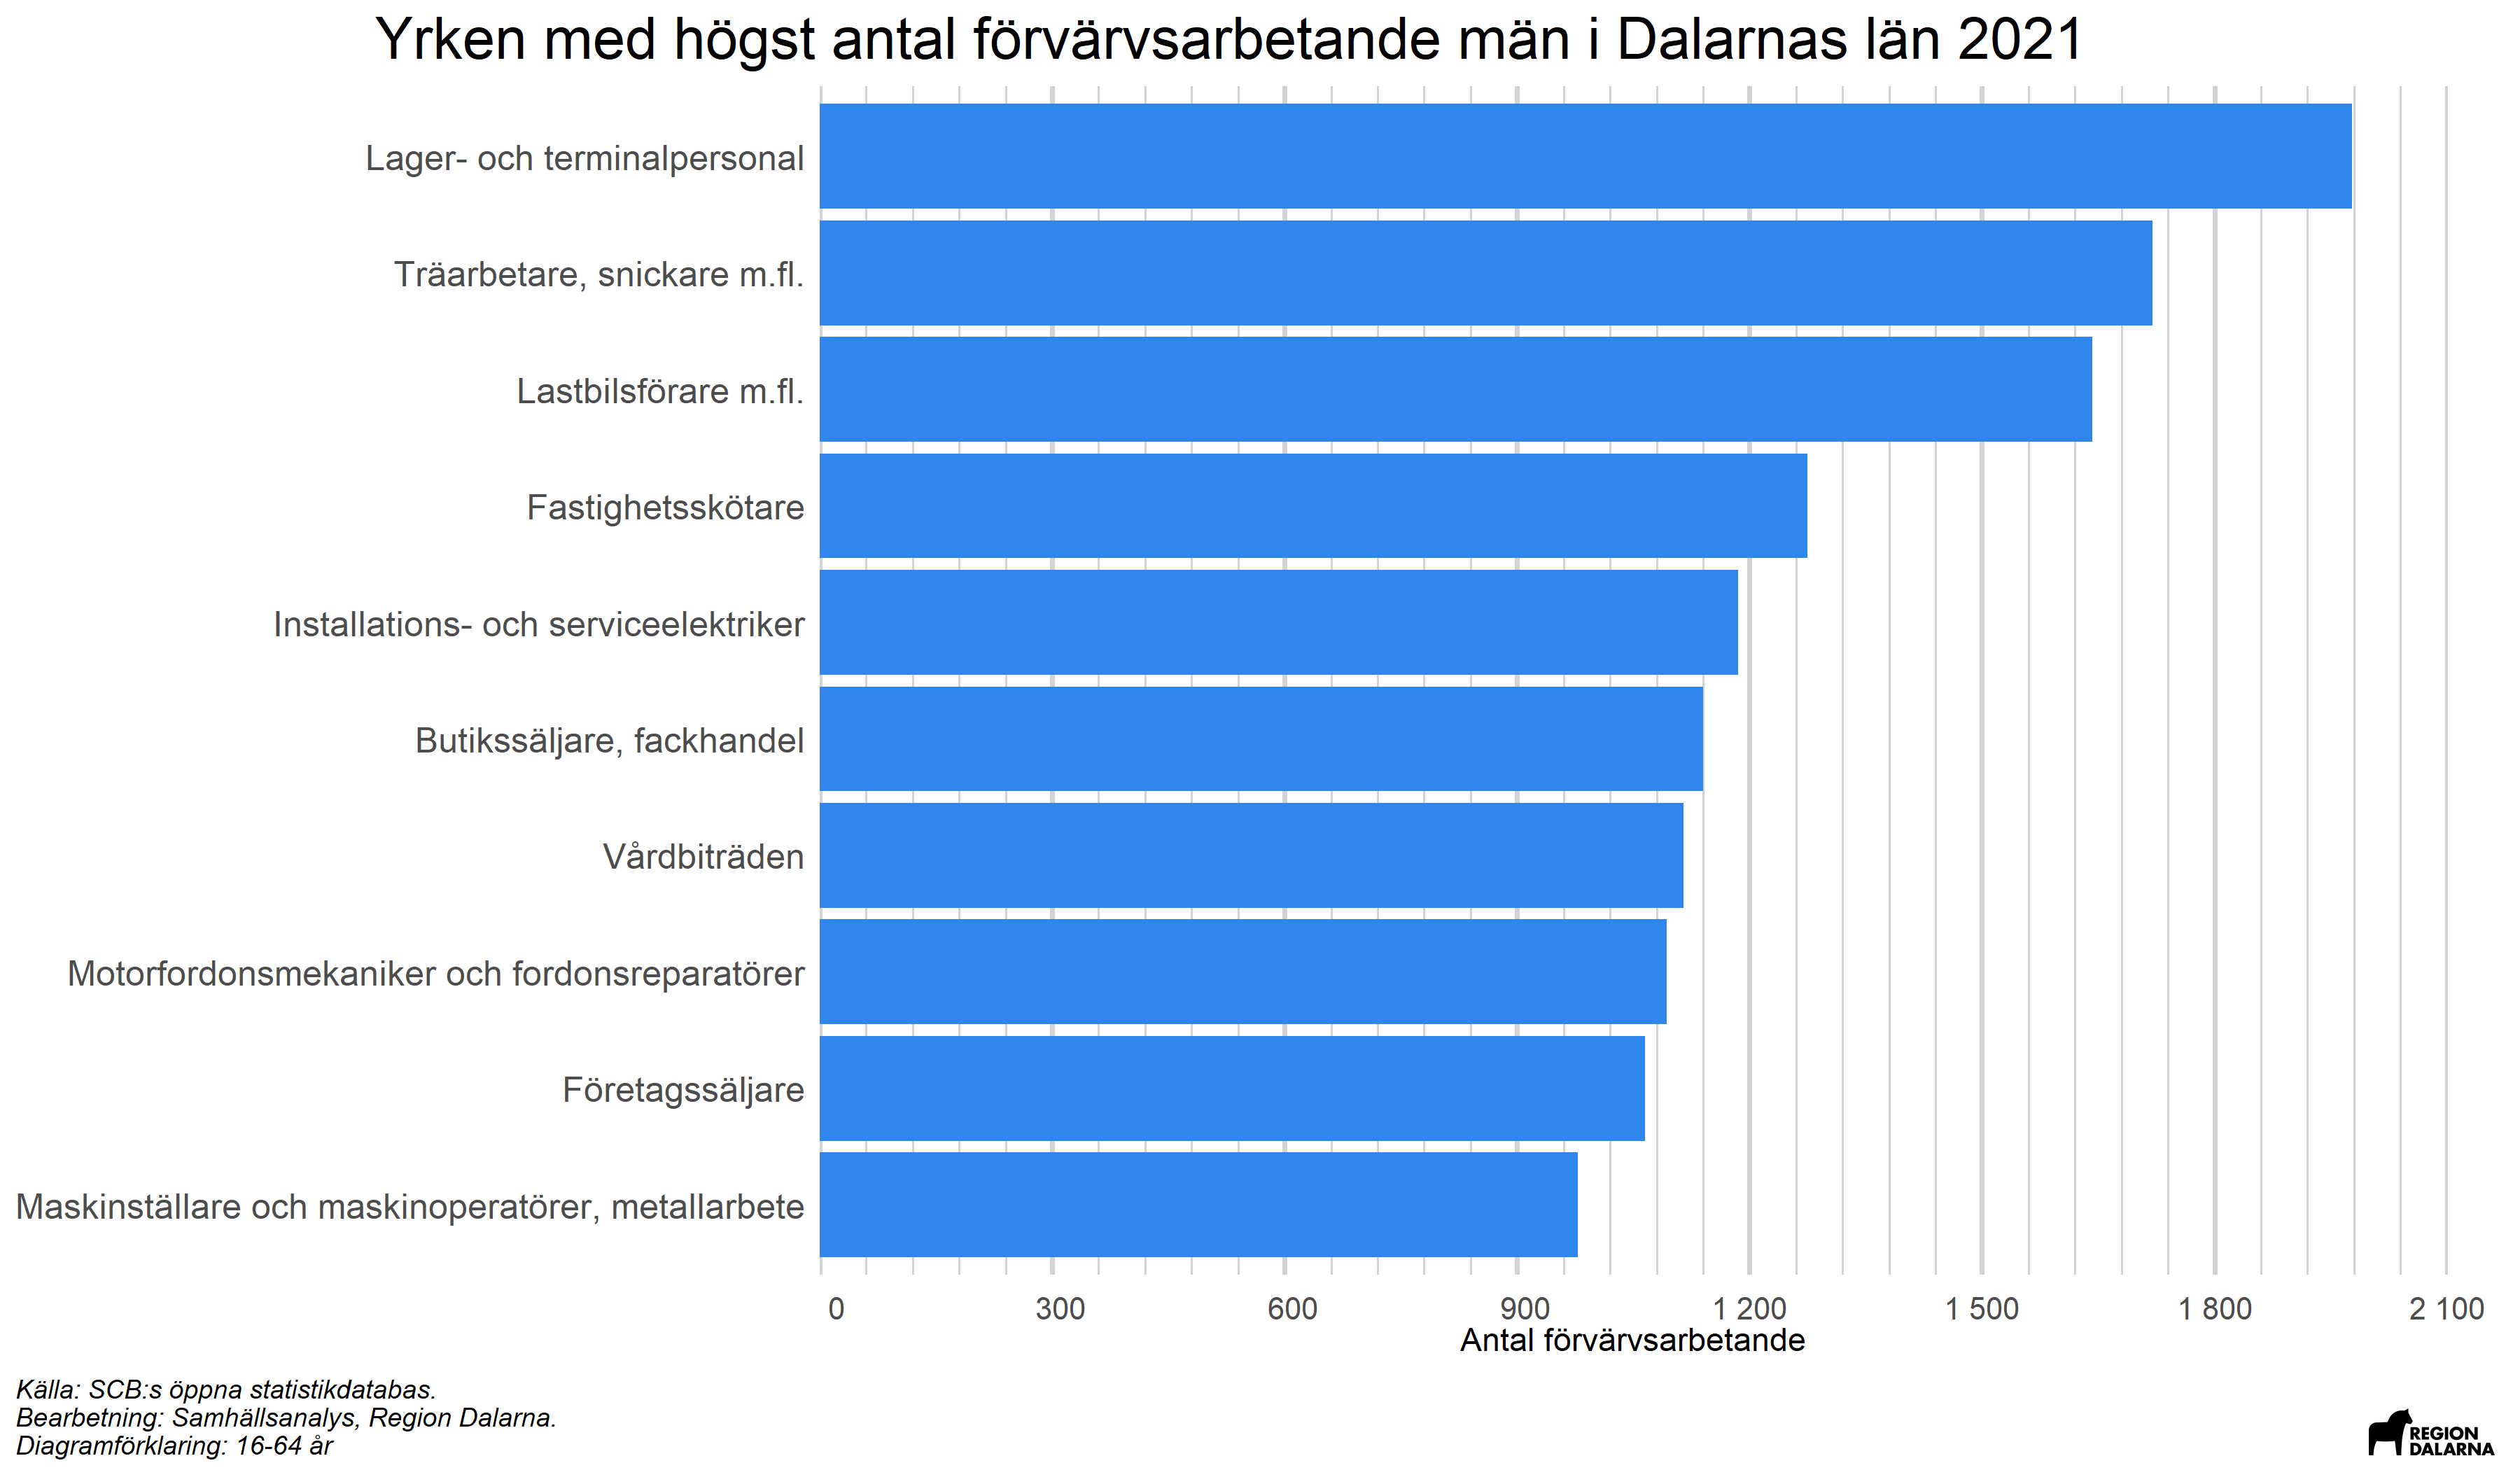 Yrken med högst antal förvärvsarbetande män i Dalarnas län 2021
Lager- och terminalpersonal
Träarbetare, snickare m.fl.
Lastbilsförare m.fl.
Fastighetsskötare
Installations- och serviceelektriker
Butikssäljare, fackhandel
Vårdbiträden
Motorfordonsmekaniker och fordonsreparatörer
Företagssäljare
Maskinställare och maskinoperatörer, metallarbete
0 300 600 900 1 200 1 500 1 800 2 100
Antal förvärvsarbetande
Källa: SCB:s öppna statistikdatabas.
Bearbetning: Samhällsanalys, Region Dalarna.
Diagramförklaring: 16-64 år
REGION
DALARNA